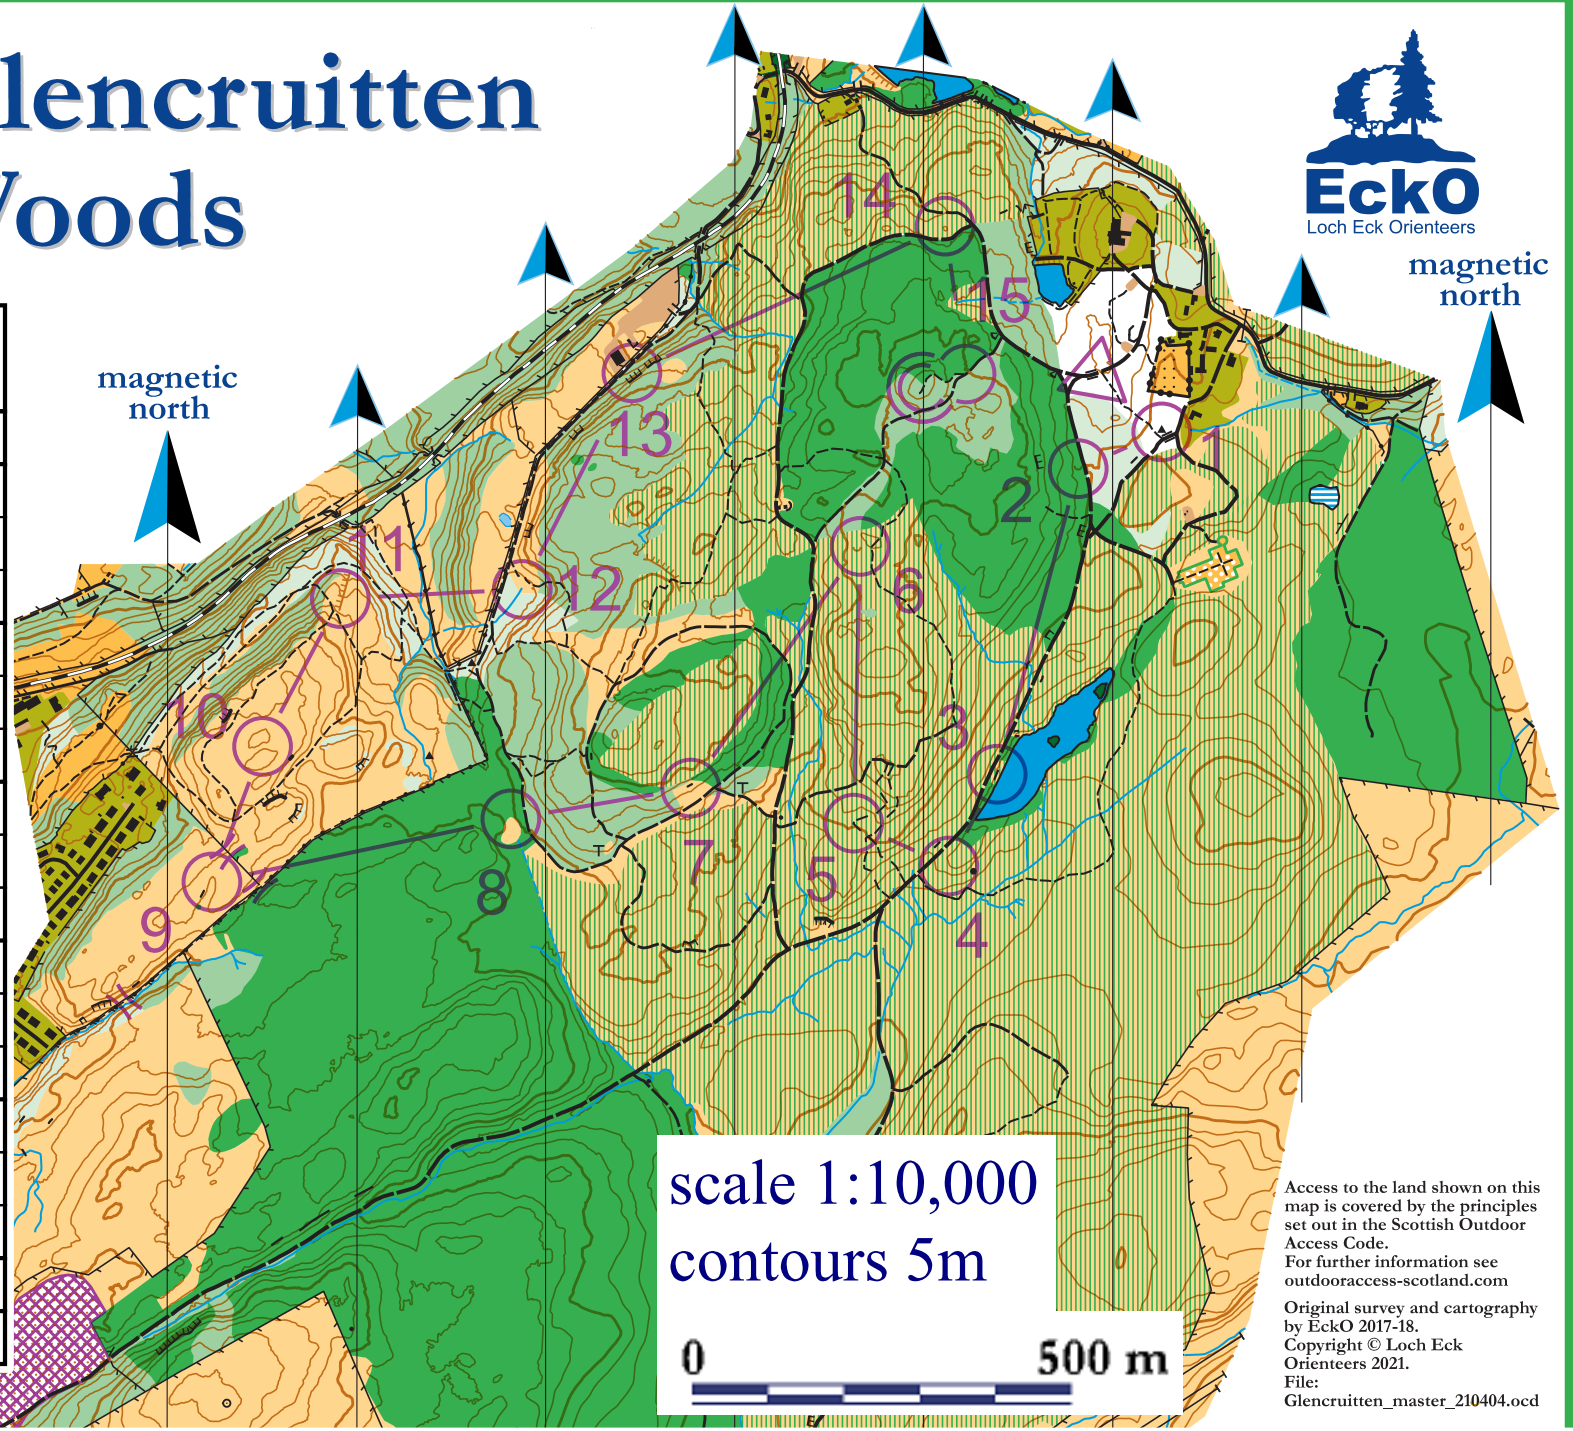 lencruitten
oods
EckO
Loch Eck Orienteers
magnetic
north
magnetic
north
14
15
13
1
2
11
12
6
10
3
7
5
8
9
4
scale 1:10,000
contours 5m
0 500 m
Access to the land shown on this
map is covered by the principles
set out in the Scottish Outdoor
Access Code.
For further information see
outdooraccess-scotland.com
Original survey and cartography
by EckO 2017-18.
Copyright © Loch Eck
Orienteers 2021.
File:
Glencruitten_master_210404.ocd